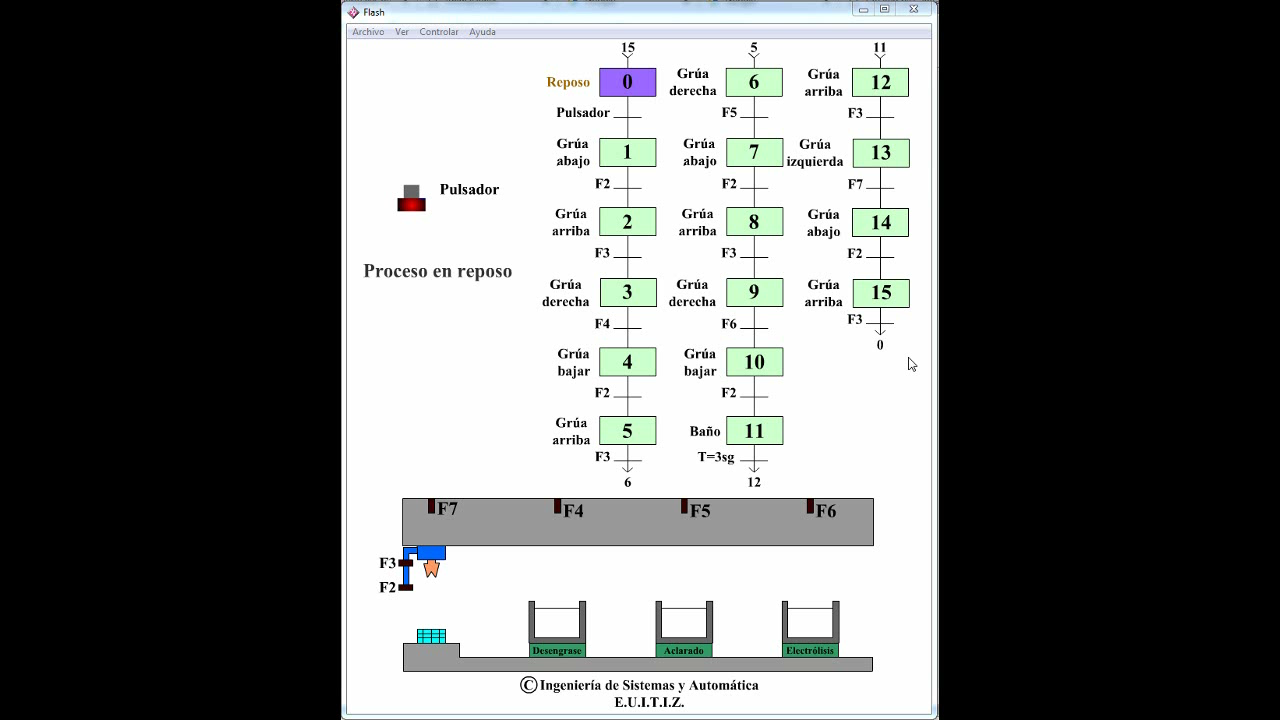 Flash
Archivo Ver Controlar Ayuda
15
Reposo
0
Pulsador
Grúa
abajo
1
F2
Grúa
arriba
2
F3
Grúa
derecha
3
F4
Grúa
bajar
4
F2
Grúa
arriba
5
F3
6
5
Grúa
derecha
6
F5
Grúa
abajo
7
F2
Grúa
arriba
8
F3
Grúa
derecha
9
F6
Grúa
bajar
10
F2
Baño
11
T=3sg
12
11
Grúa
arriba
12
F3
Grúa
izquierda
13
F7
Grúa
abajo
14
F2
Grúa
arriba
15
F3
0
Pulsador
Proceso en reposo
F7 F4 F5 F6
F3
F2
Desengrase Aclarado Electrólisis
© Ingeniería de Sistemas y Automática
E.U.I.T.I.Z.